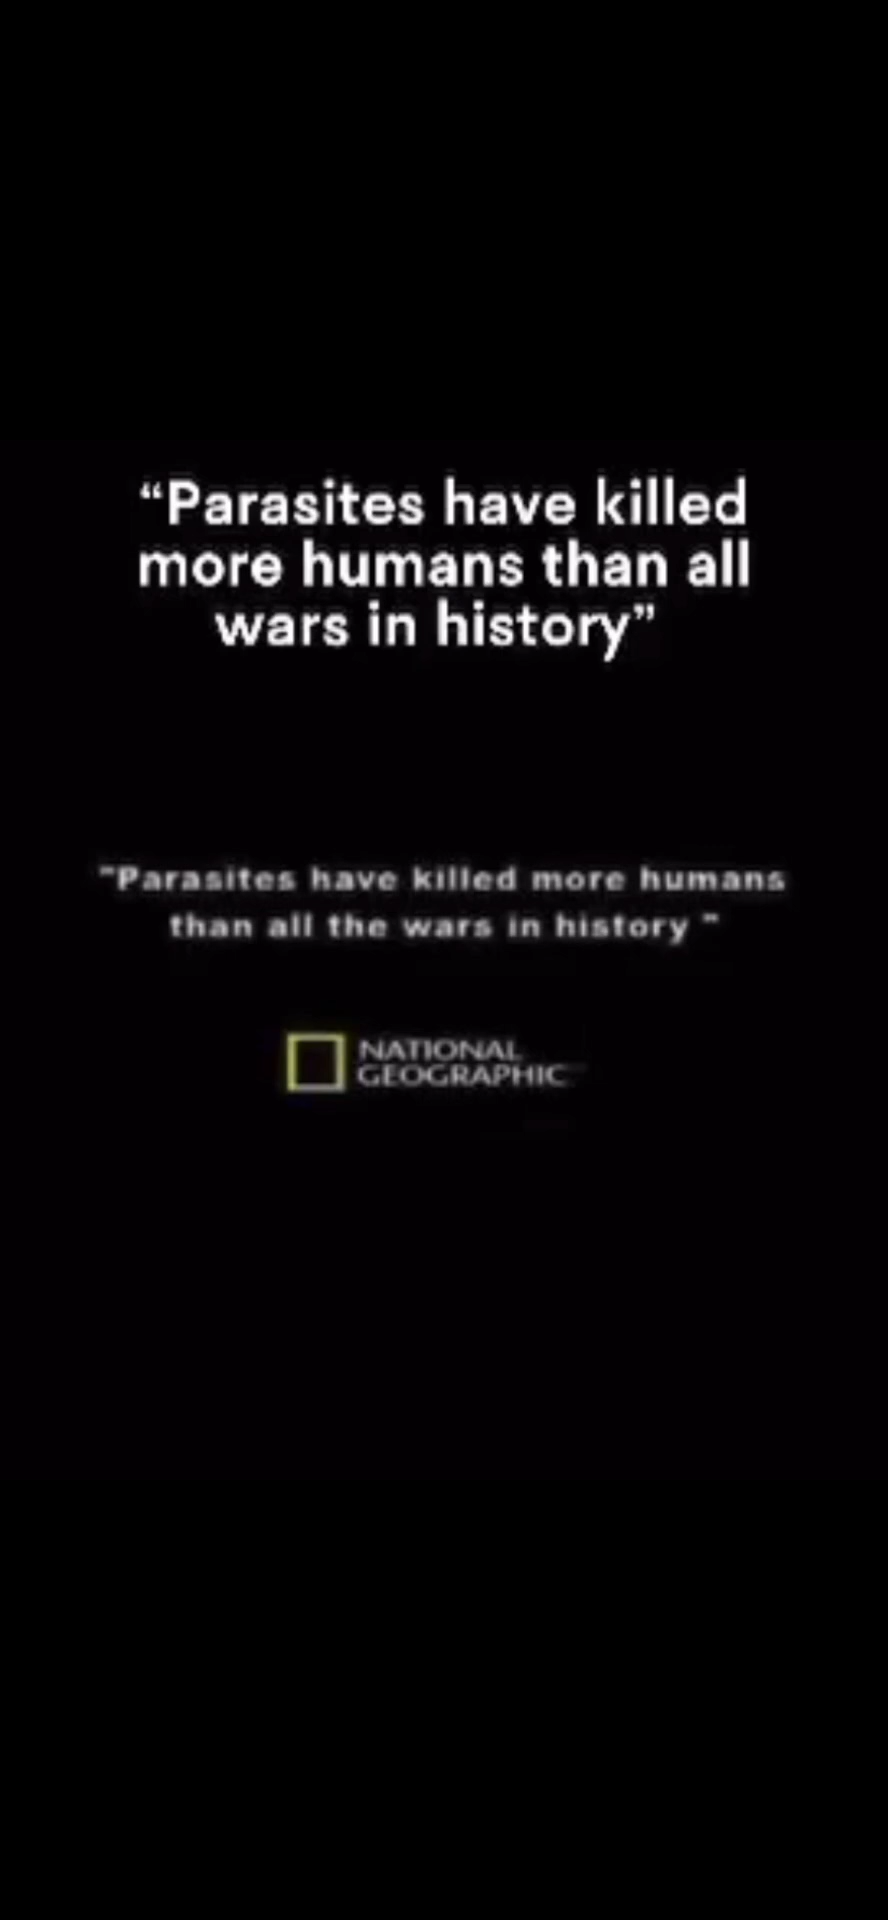 “Parasites have killed
more humans than all
wars in history”
"Parasites have killed more humans
than all the wars in history "
NATIONAL
GEOGRAPHIC